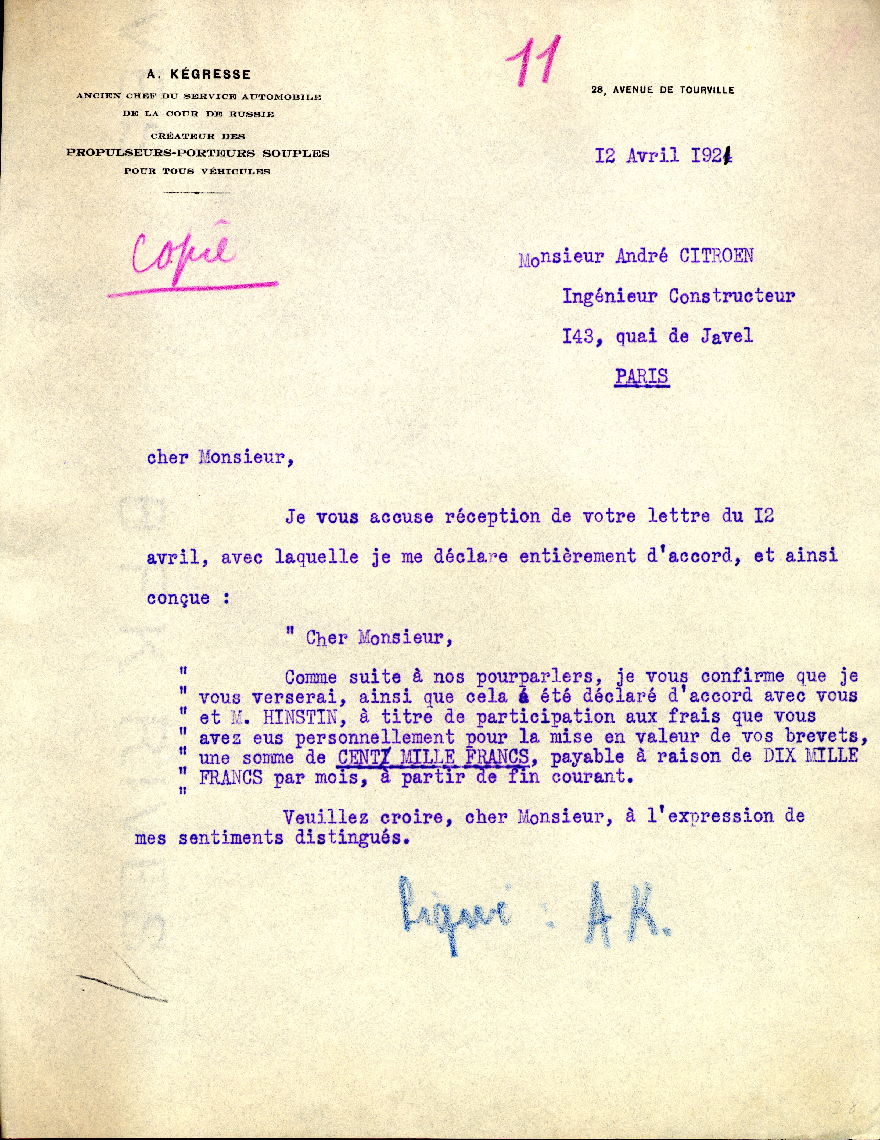 A. KÉGRESSE
ANCIEN CHEF DU SERVICE AUTOMOBILE
DE LA COUR DE RUSSIE
CRÉATEUR DES
PROPULSEURS-PORTEURS SOUPLES
POUR TOUS VÉHICULES
11
28, AVENUE DE TOURVILLE
I2 Avril I921
Copie
Monsieur André CITROEN
Ingénieur Constructeur
I43, quai de Javel
PARIS
cher Monsieur,
Je vous accuse réception de votre lettre du I2
avril, avec laquelle je me déclare entièrement d'accord, et ainsi
conçue :
" Cher Monsieur,
" Comme suite à nos pourparlers, je vous confirme que je
" vous verserai, ainsi que cela á été déclaré d'accord avec vous
" et M. HINSTIN, à titre de participation aux frais que vous
" avez eus personnellement pour la mise en valeur de vos brevets,
" une somme de CENT MILLE FRANCS, payable à raison de DIX MILLE
" FRANCS par mois, à partir de fin courant.
"
Veuillez croire, cher Monsieur, à l'expression de
mes sentiments distingués.
Signé : A K.